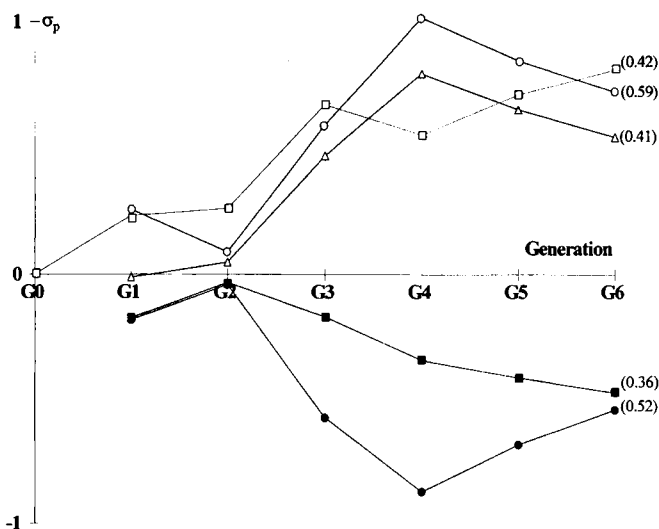 1 –σp
(0.42)
(0.59)
(0.41)
Generation
0
G0 G1 G2 G3 G4 G5 G6
(0.36)
(0.52)
-1